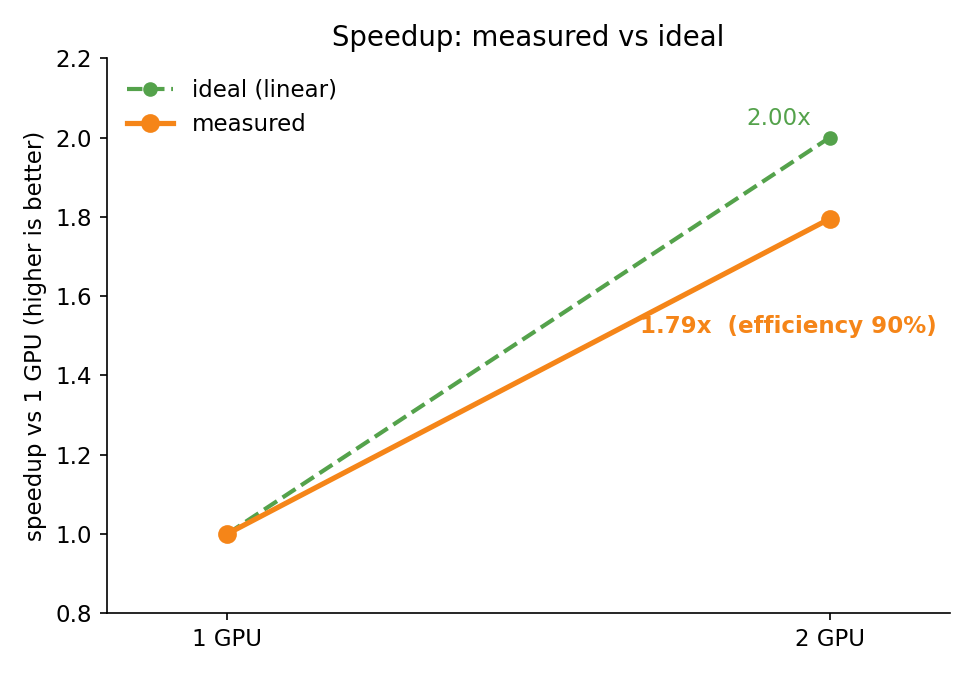 Speedup: measured vs ideal
2.2
2.0
1.8
1.6
1.4
1.2
1.0
0.8
speedup vs 1 GPU (higher is better)
ideal (linear)
measured
2.00x
1.79x (efficiency 90%)
1 GPU
2 GPU